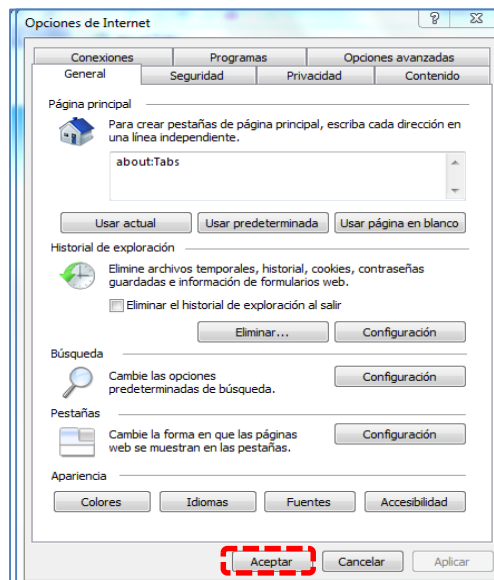 Opciones de Internet
Conexiones Programas Opciones avanzadas
General Seguridad Privacidad Contenido
Página principal
Para crear pestañas de página principal, escriba cada dirección en
una línea independiente.
about:Tabs
Usar actual Usar predeterminada Usar página en blanco
Historial de exploración
Elimine archivos temporales, historial, cookies, contraseñas
guardadas e información de formularios web.
Eliminar el historial de exploración al salir
Eliminar... Configuración
Búsqueda
Cambie las opciones
predeterminadas de búsqueda.
Configuración
Pestañas
Cambie la forma en que las páginas
web se muestran en las pestañas.
Configuración
Apariencia
Colores Idiomas Fuentes Accesibilidad
Aceptar Cancelar Aplicar